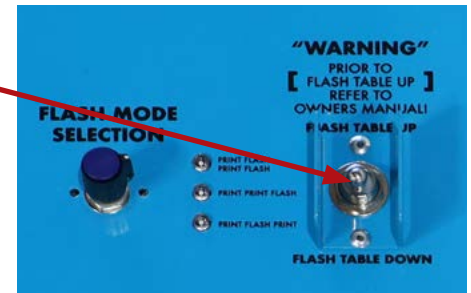 FLASH MODE
SELECTION
PRINT FLASH
PRINT FLASH
PRINT PRINT FLASH
PRINT FLASH PRINT
"WARNING"
[ PRIOR TO
FLASH TABLE UP
REFER TO ]
OWNERS MANUAL!
FLASH TABLE UP
FLASH TABLE DOWN